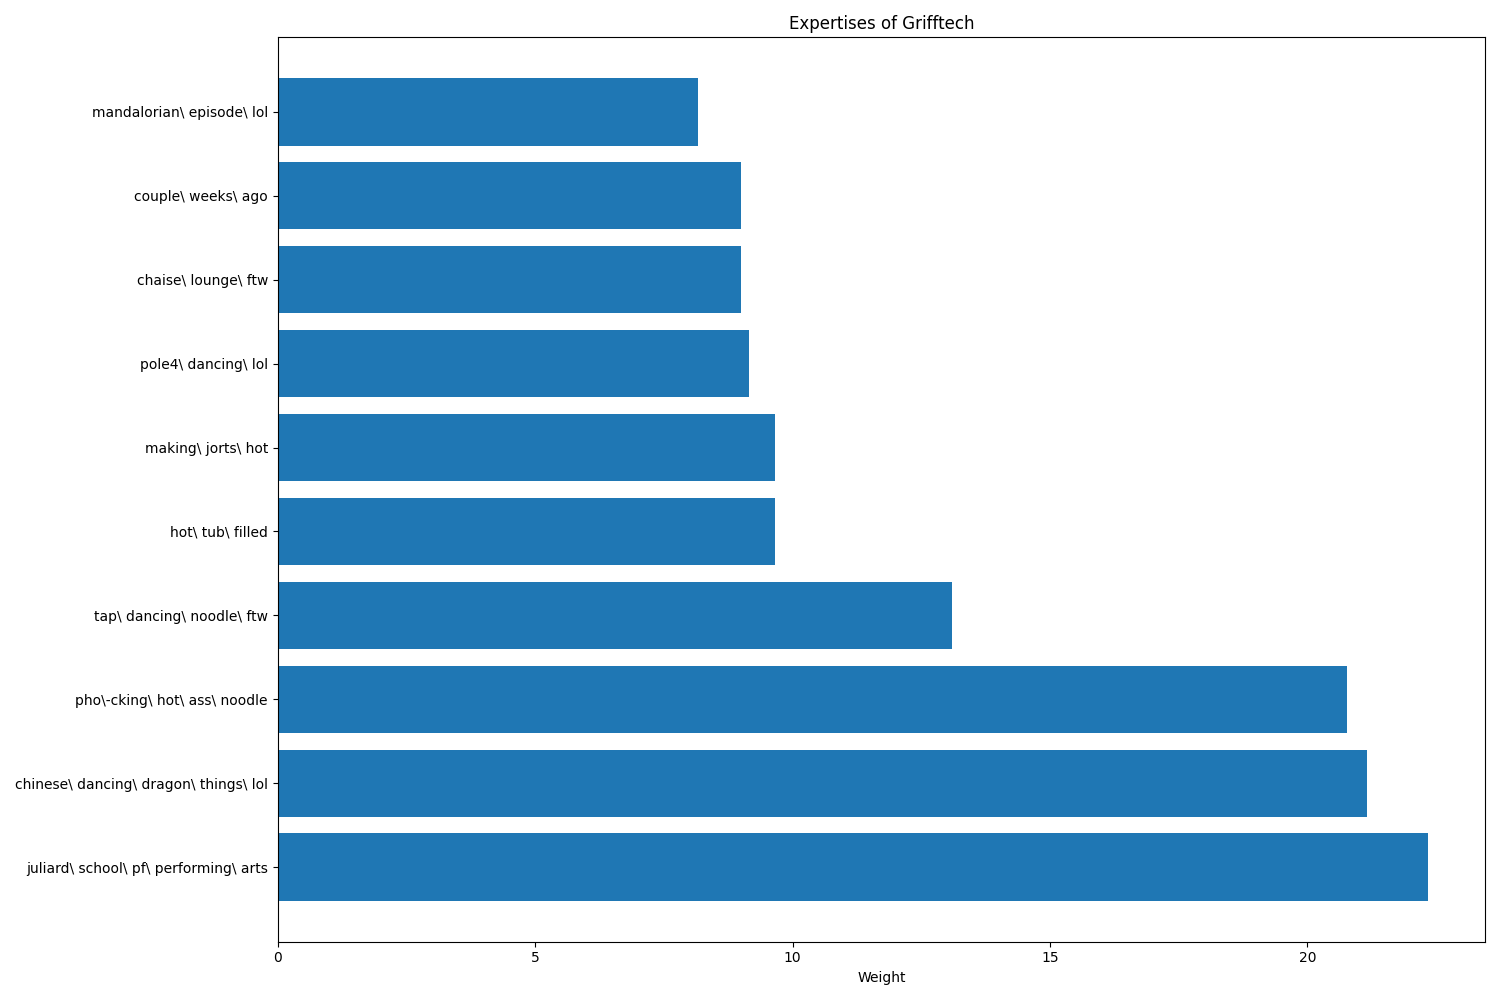 Expertises of Grifftech
mandalorian\ episode\ lol
couple\ weeks\ ago
chaise\ lounge\ ftw
pole4\ dancing\ lol
making\ jorts\ hot
hot\ tub\ filled
tap\ dancing\ noodle\ ftw
pho\-cking\ hot\ ass\ noodle
chinese\ dancing\ dragon\ things\ lol
juliard\ school\ pf\ performing\ arts
0 5 10 15 20
Weight